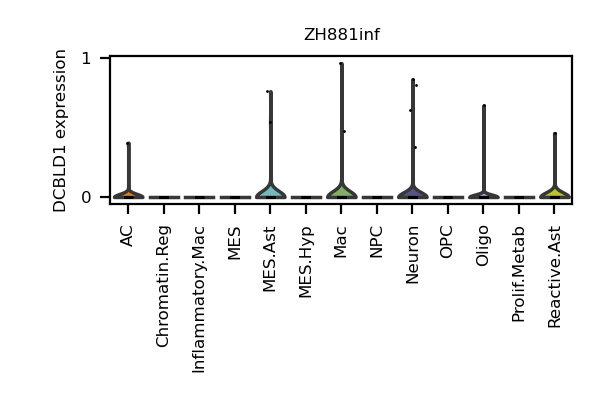 ZH881inf
DCBLD1 expression
1
0
AC
Chromatin.Reg
Inflammatory.Mac
MES
MES.Ast
MES.Hyp
Mac
NPC
Neuron
OPC
Oligo
Prolif.Metab
Reactive.Ast